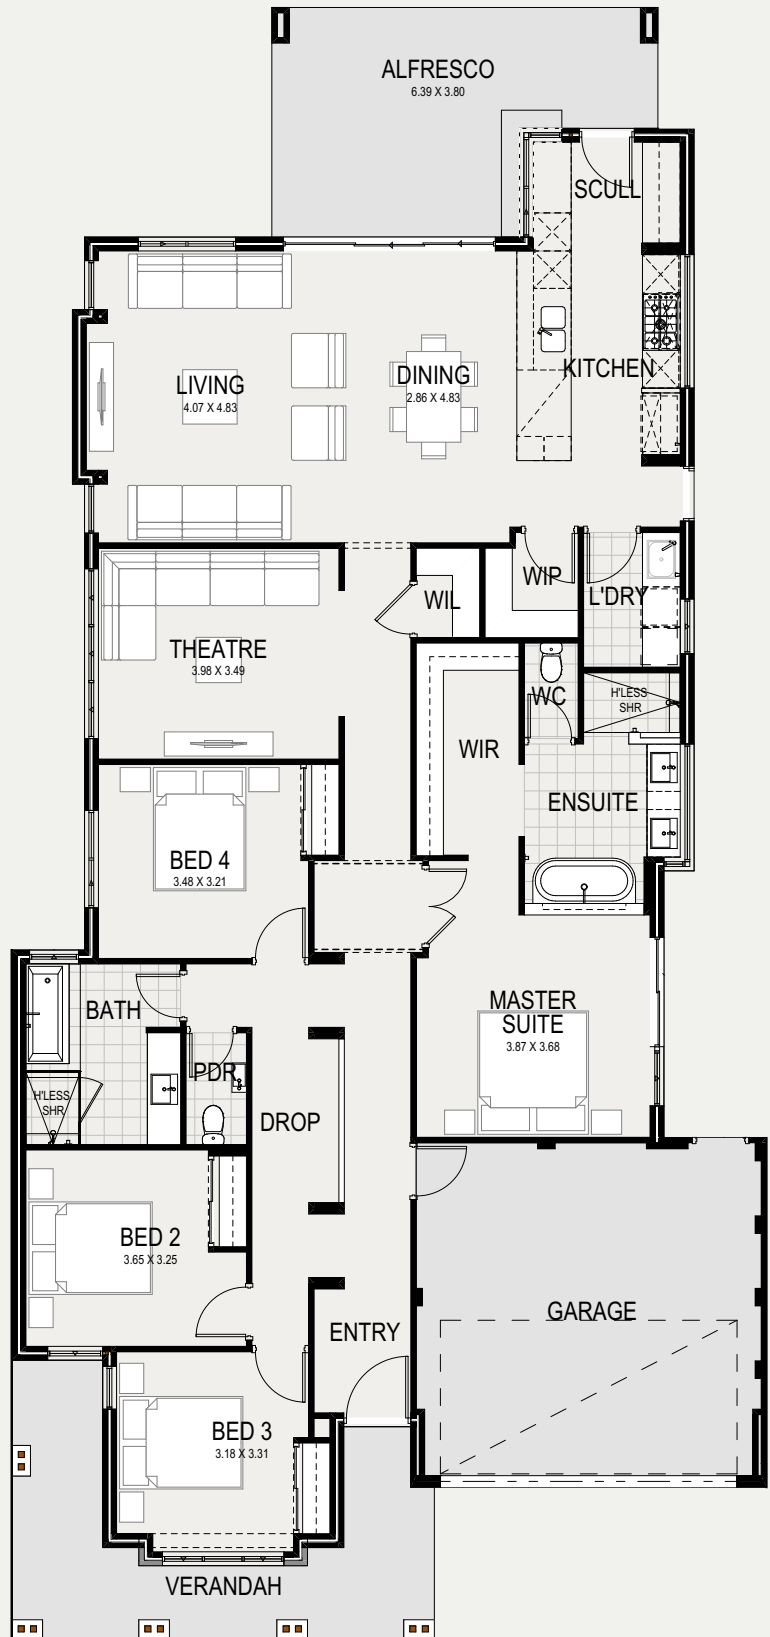 ALFRESCO
6.39 X 3.80
SCULL
LIVING
4.07 X 4.83
DINING
2.86 X 4.83
KITCHEN
WIL
WIP
L'DRY
THEATRE
3.98 X 3.49
WC
H'LESS
SHR
WIR
ENSUITE
BED 4
3.48 X 3.21
BATH
MASTER
SUITE
3.87 X 3.68
PDR
H'LESS
SHR
DROP
BED 2
3.65 X 3.25
GARAGE
ENTRY
BED 3
3.18 X 3.31
VERANDAH